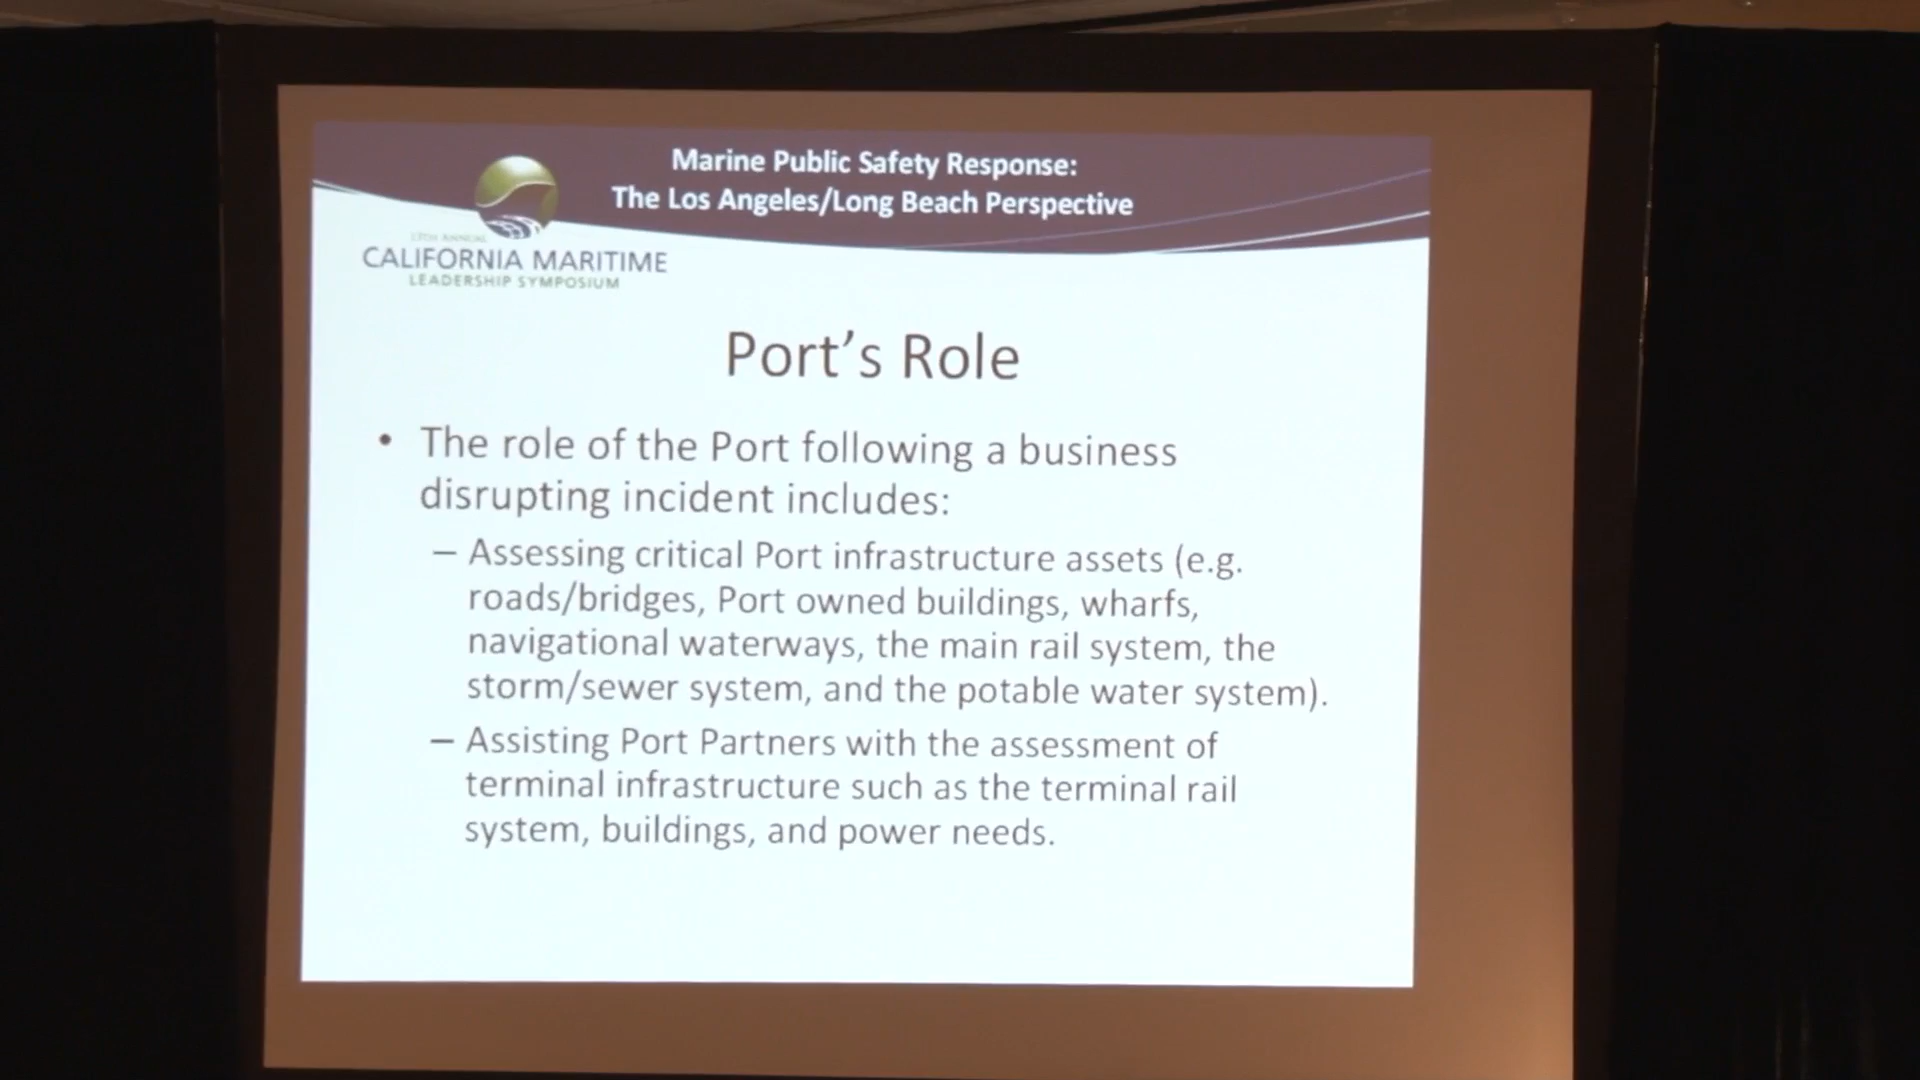 Marine Public Safety Response:
The Los Angeles/Long Beach Perspective
ANNUAL
CALIFORNIA MARITIME
LEADERSHIP SYMPOSIUM
Port's Role
• The role of the Port following a business
disrupting incident includes:
– Assessing critical Port infrastructure assets (e.g.
roads/bridges, Port owned buildings, wharfs,
navigational waterways, the main rail system, the
storm/sewer system, and the potable water system).
– Assisting Port Partners with the assessment of
terminal infrastructure such as the terminal rail
system, buildings, and power needs.